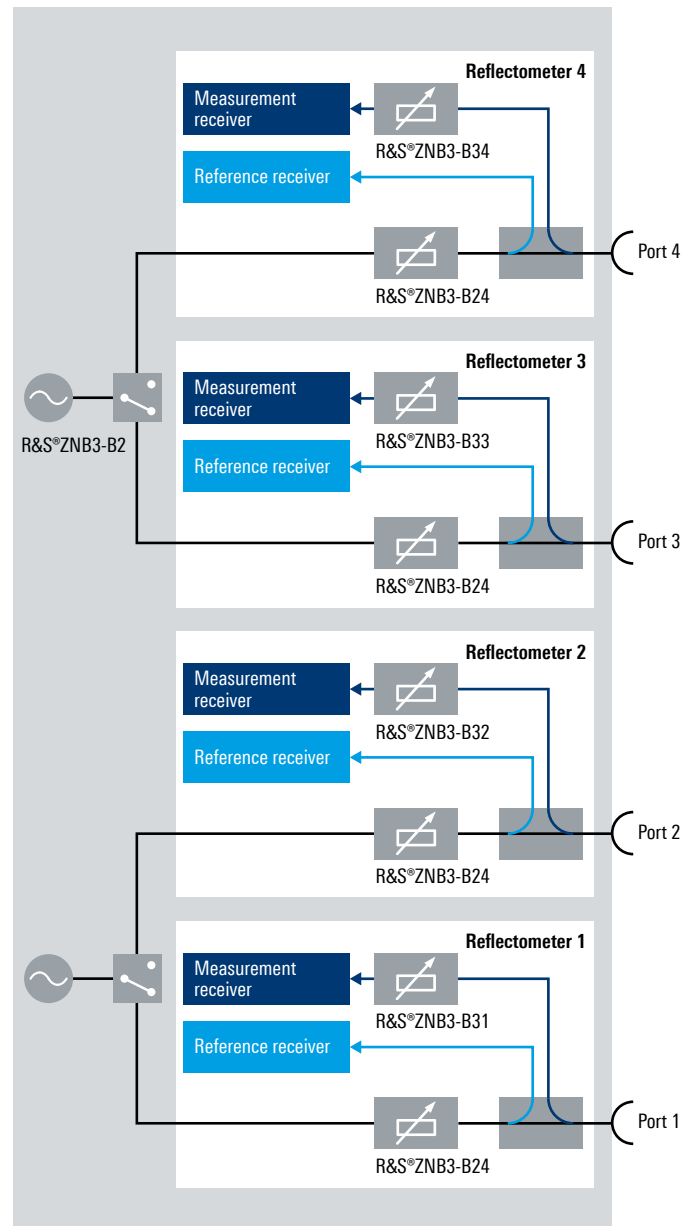 Reflectometer 4
Measurement
receiver
R&S®ZNB3-B34
Reference receiver
Port 4
R&S®ZNB3-B24
Reflectometer 3
Measurement
receiver
R&S®ZNB3-B33
R&S®ZNB3-B2
Reference receiver
Port 3
R&S®ZNB3-B24
Reflectometer 2
Measurement
receiver
R&S®ZNB3-B32
Reference receiver
Port 2
R&S®ZNB3-B24
Reflectometer 1
Measurement
receiver
R&S®ZNB3-B31
Reference receiver
Port 1
R&S®ZNB3-B24